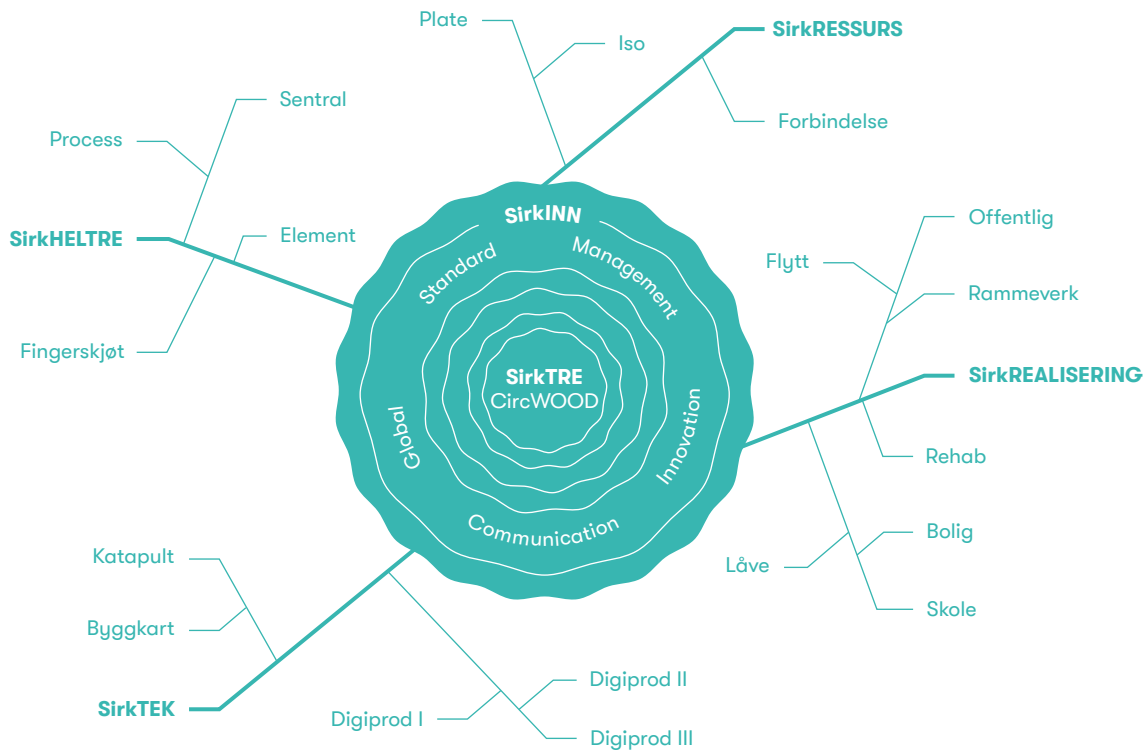 Plate
Iso
SirkRESSURS
Forbindelse
Sentral
Process
SirkHELTRE
Element
Fingerskjøt
SirkINN
Standard
Management
Global
Innovation
Communication
SirkTRE
CircWOOD
Offentlig
Flytt
Rammeverk
SirkREALISERING
Rehab
Bolig
Låve
Skole
Katapult
Byggkart
SirkTEK
Digiprod I
Digiprod II
Digiprod III